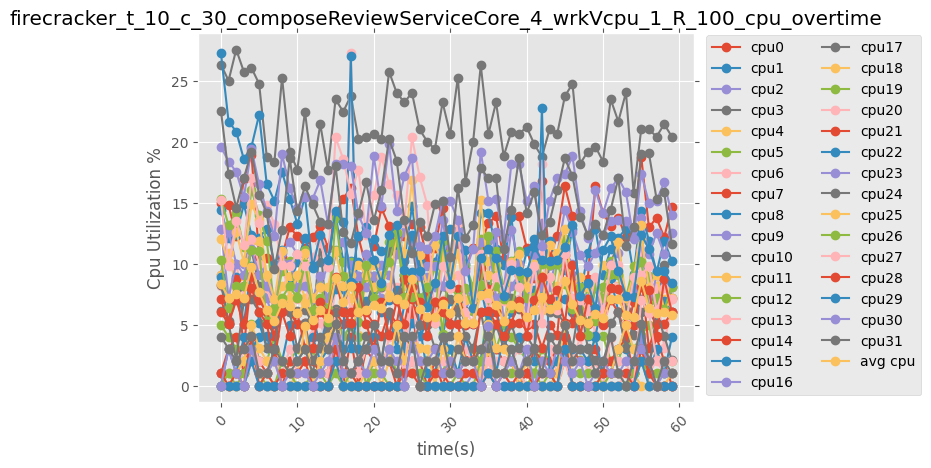 firecracker_t_10_c_30_composeReviewServiceCore_4_wrkVcpu_1_R_100_cpu_overtime
Cpu Utilization %
25
20
15
10
5
0
0
10
20
30
40
50
60
time(s)
cpu0
cpu1
cpu2
cpu3
cpu4
cpu5
cpu6
cpu7
cpu8
cpu9
cpu10
cpu11
cpu12
cpu13
cpu14
cpu15
cpu16
cpu17
cpu18
cpu19
cpu20
cpu21
cpu22
cpu23
cpu24
cpu25
cpu26
cpu27
cpu28
cpu29
cpu30
cpu31
avg cpu